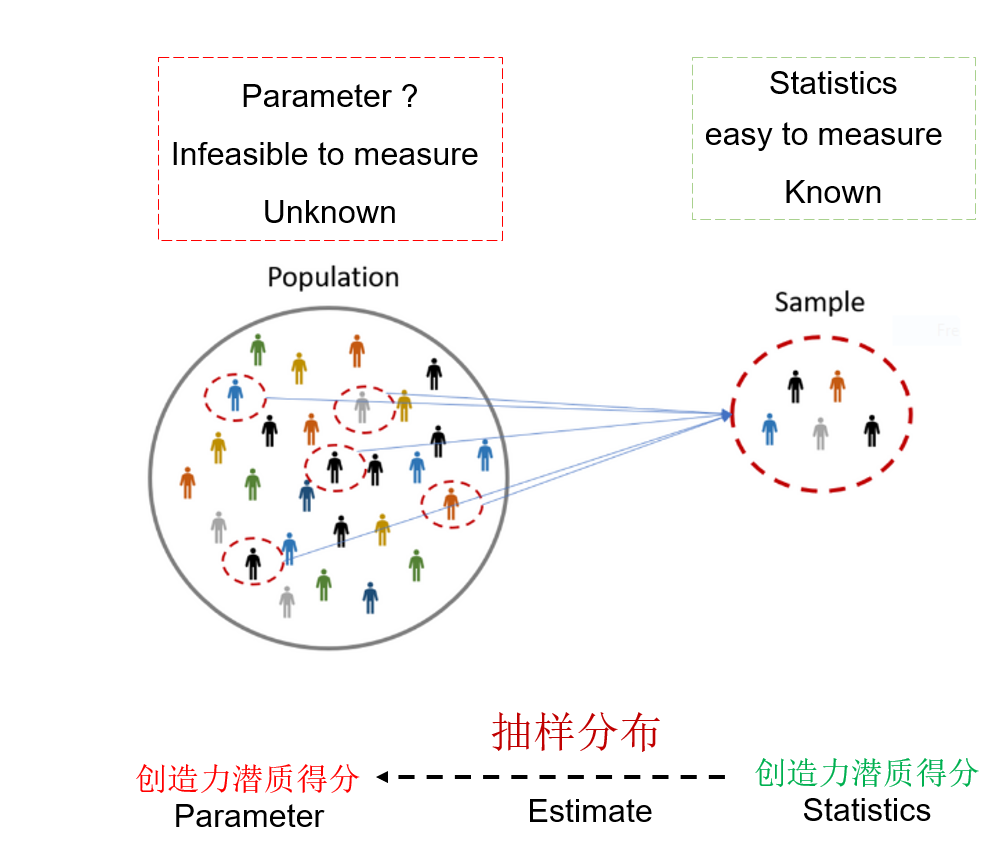 Parameter ?
Infeasible to measure
Unknown
Statistics
easy to measure
Known
Population
Sample
Fre
抽样分布
创造力潜质得分
创造力潜质得分
Parameter
Estimate
Statistics